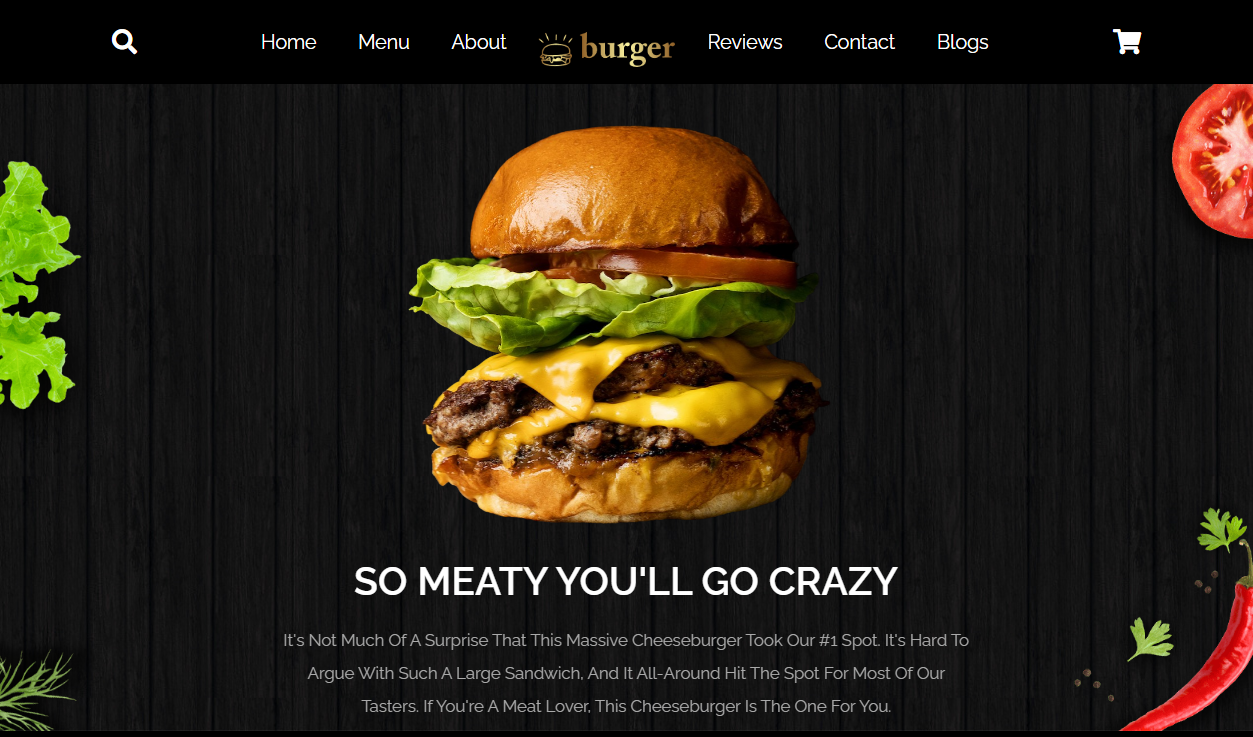 Home Menu About burger Reviews Contact Blogs
SO MEATY YOU'LL GO CRAZY
It's Not Much Of A Surprise That This Massive Cheeseburger Took Our #1 Spot. It's Hard To
Argue With Such A Large Sandwich, And It All-Around Hit The Spot For Most Of Our
Tasters. If You're A Meat Lover, This Cheeseburger Is The One For You.